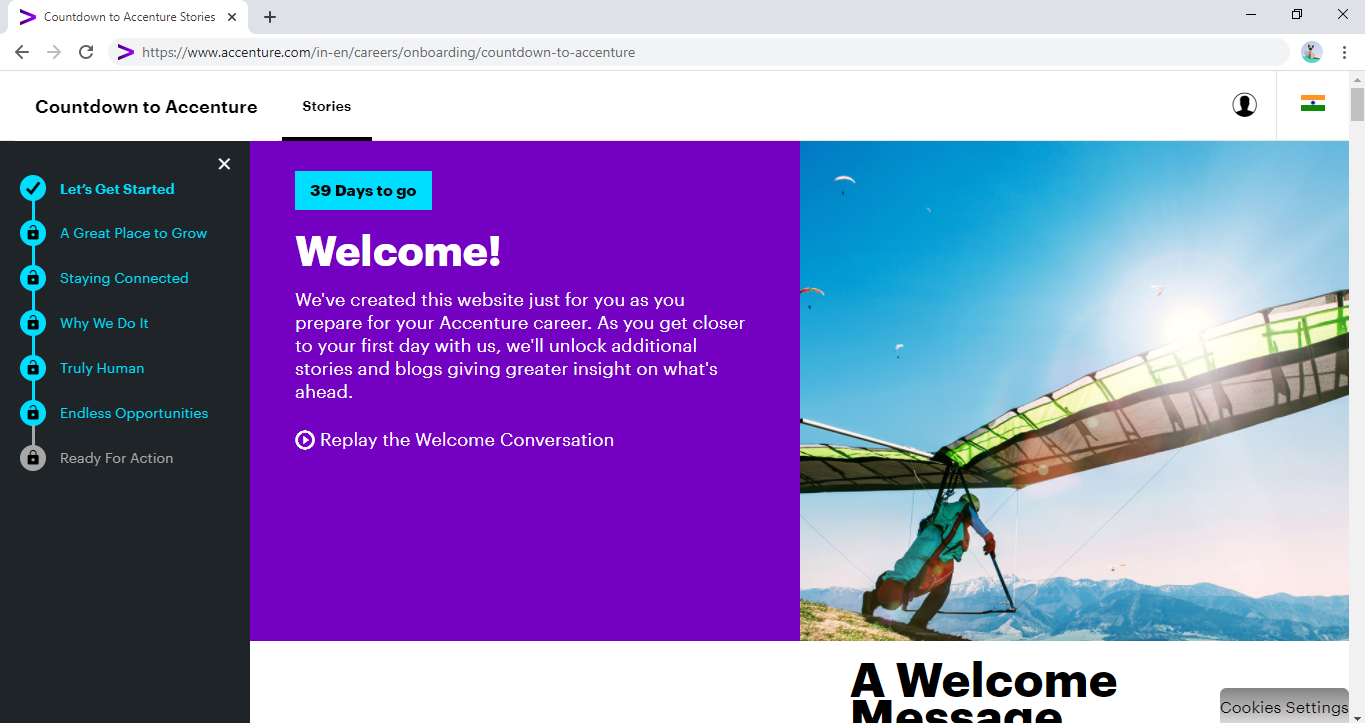 Countdown to Accenture Stories
https://www.accenture.com/in-en/careers/onboarding/countdown-to-accenture
Countdown to Accenture
Stories
Let's Get Started
A Great Place to Grow
Staying Connected
Why We Do It
Truly Human
Endless Opportunities
Ready For Action
39 Days to go
Welcome!
We've created this website just for you as you
prepare for your Accenture career. As you get closer
to your first day with us, we'll unlock additional
stories and blogs giving greater insight on what's
ahead.
Replay the Welcome Conversation
A Welcome
Message
Cookies Settings